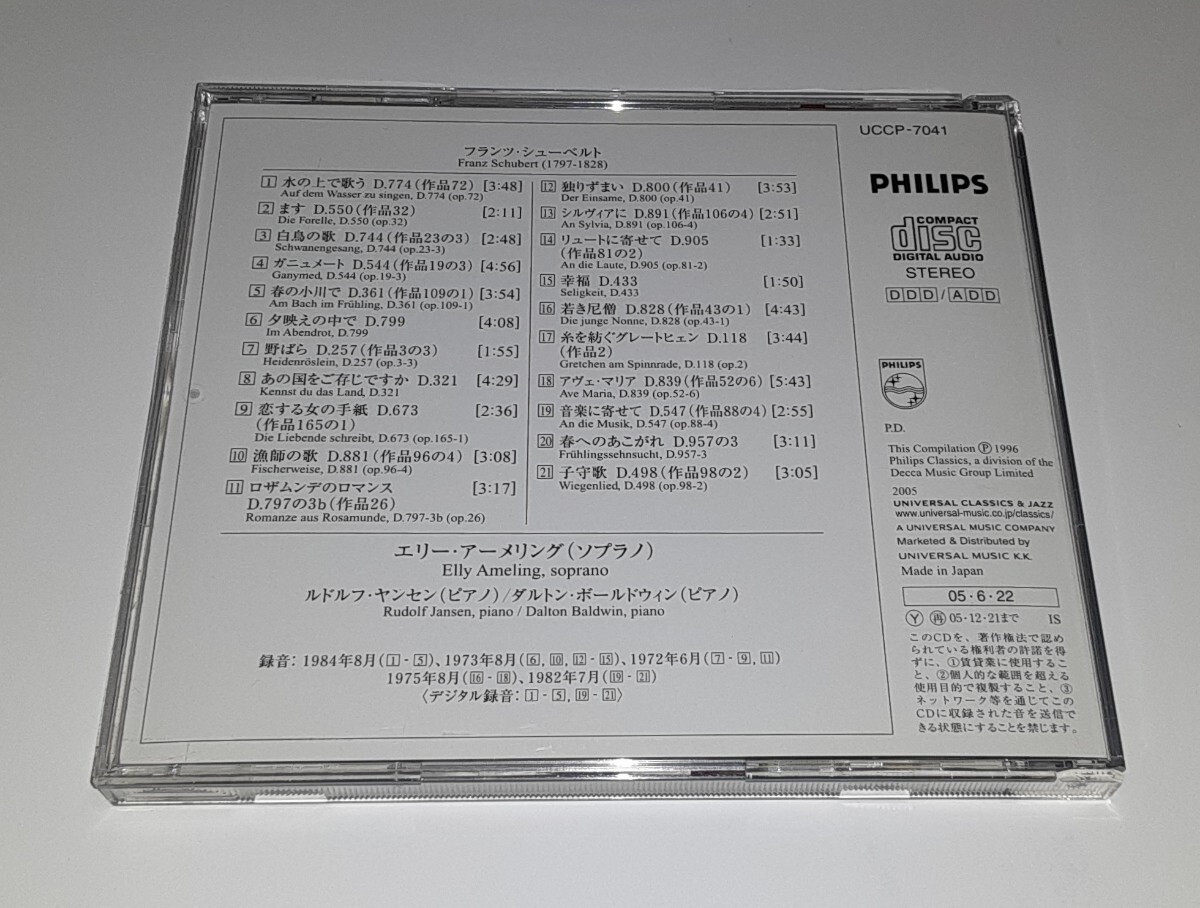 フランツ・シューベルト
Franz Schubert (1797-1828)
1 水の上で歌う D.774(作品72) [3:48]
Auf dem Wasser zu singen, D.774 (op.72)
2 ます D.550(作品32) [2:11]
Die Forelle, D.550 (op.32)
3 白鳥の歌 D.744(作品23の3) [2:48]
Schwanengesang, D.744 (op.23-3)
4 ガニュメート D.544(作品19の3) [4:56]
Ganymed, D.544 (op.19-3)
5 春の小川で D.361(作品109の1) [3:54]
Am Bach im Frühling, D.361 (op.109-1)
6 夕映えの中で D.799 [4:08]
Im Abendrot, D.799
7 野ばら D.257(作品3の3) [1:55]
Heidenröslein, D.257 (op.3-3)
8 あの国をご存じですか D.321 [4:29]
Kennst du das Land, D.321
9 恋する女の手紙 D.673 [2:36]
(作品165の1)
Die Liebende schreibt, D.673 (op.165-1)
10 漁師の歌 D.881(作品96の4) [3:08]
Fischerweise, D.881 (op.96-4)
11 ロザムンデのロマンス [3:17]
D.797の3b(作品26)
Romanze aus Rosamunde, D.797-3b (op.26)
12 独りずまい D.800(作品41) [3:53]
Der Einsame, D.800 (op.41)
13 シルヴィアに D.891(作品106の4) [2:51]
An Sylvia, D.891 (op.106-4)
14 リュートに寄せて D.905 [1:33]
(作品81の2)
An die Laute, D.905 (op.81-2)
15 幸福 D.433 [1:50]
Seligkeit, D.433
16 若き尼僧 D.828(作品43の1) [4:43]
Die junge Nonne, D.828 (op.43-1)
17 糸を紡ぐグレートヒェン D.118 [3:44]
(作品2)
Gretchen am Spinnrade, D.118 (op.2)
18 アヴェ・マリア D.839(作品52の6) [5:43]
Ave Maria, D.839 (op.52-6)
19 音楽に寄せて D.547(作品88の4) [2:55]
An die Musik, D.547 (op.88-4)
20 春へのあこがれ D.957の3 [3:11]
Frühlingssehnsucht, D.957-3
21 子守歌 D.498(作品98の2) [3:05]
Wiegenlied, D.498 (op.98-2)
エリー・アーメリング(ソプラノ)
Elly Ameling, soprano
ルドルフ・ヤンセン(ピアノ)/ダルトン・ボールドウィン(ピアノ)
Rudolf Jansen, piano / Dalton Baldwin, piano
録音: 1984年8月(1 - 5)、1973年8月(6, 10, 12 - 15)、1972年6月(7 - 9, 11)
1975年8月(16 - 18)、1982年7月(19 - 21)
〈デジタル録音: 1 - 5, 19 - 21〉
UCCP-7041
PHILIPS
COMPACT
disc
DIGITAL AUDIO
STEREO
DDD/ADD
PHILIPS
P.D.
This Compilation Ⓟ 1996
Philips Classics, a division of the
Decca Music Group Limited
2005
UNIVERSAL CLASSICS & JAZZ
www.universal-music.co.jp/classics/
A UNIVERSAL MUSIC COMPANY
Marketed & Distributed by
UNIVERSAL MUSIC K.K.
Made in Japan
05・6・22
Ⓨ 再 05・12・21まで IS
このCDを、著作権法で認め
られている権利者の許諾を得
ずに、①賃貸業に使用するこ
と、②個人的な範囲を超える
使用目的で複製すること、③
ネットワーク等を通じてこの
CDに収録された音を送信で
きる状態にすることを禁じます。